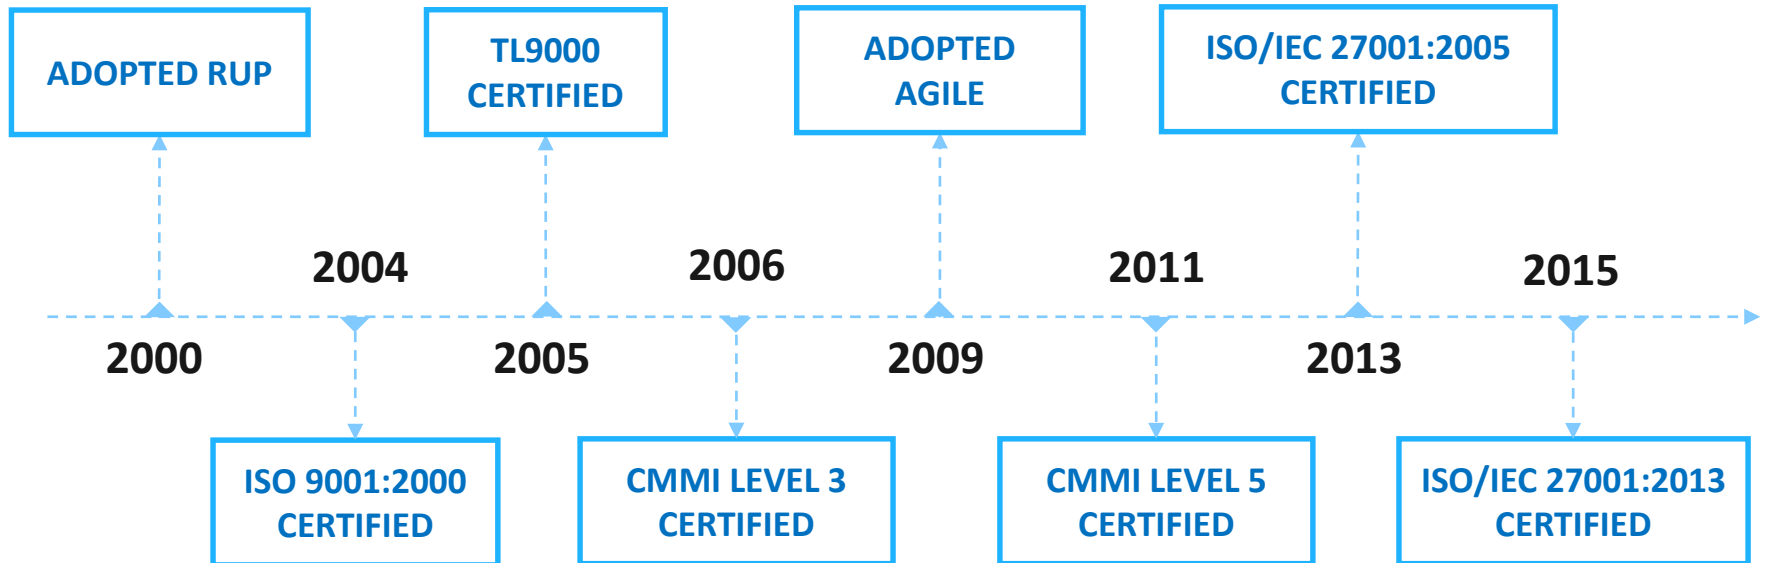 ADOPTED RUP
TL9000
CERTIFIED
ADOPTED
AGILE
ISO/IEC 27001:2005
CERTIFIED
2004
2006
2011
2015
2000
2005
2009
2013
ISO 9001:2000
CERTIFIED
CMMI LEVEL 3
CERTIFIED
CMMI LEVEL 5
CERTIFIED
ISO/IEC 27001:2013
CERTIFIED